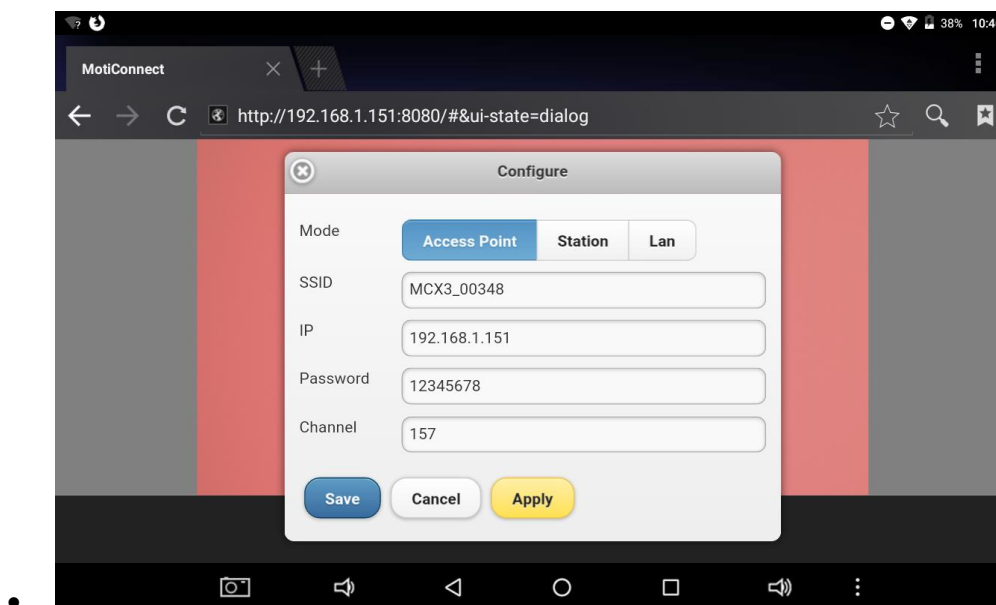 38% 10:4
MotiConnect
http://192.168.1.151:8080/#&ui-state=dialog
Configure
Mode Access Point Station Lan
SSID MCX3_00348
IP 192.168.1.151
Password 12345678
Channel 157
Save Cancel Apply